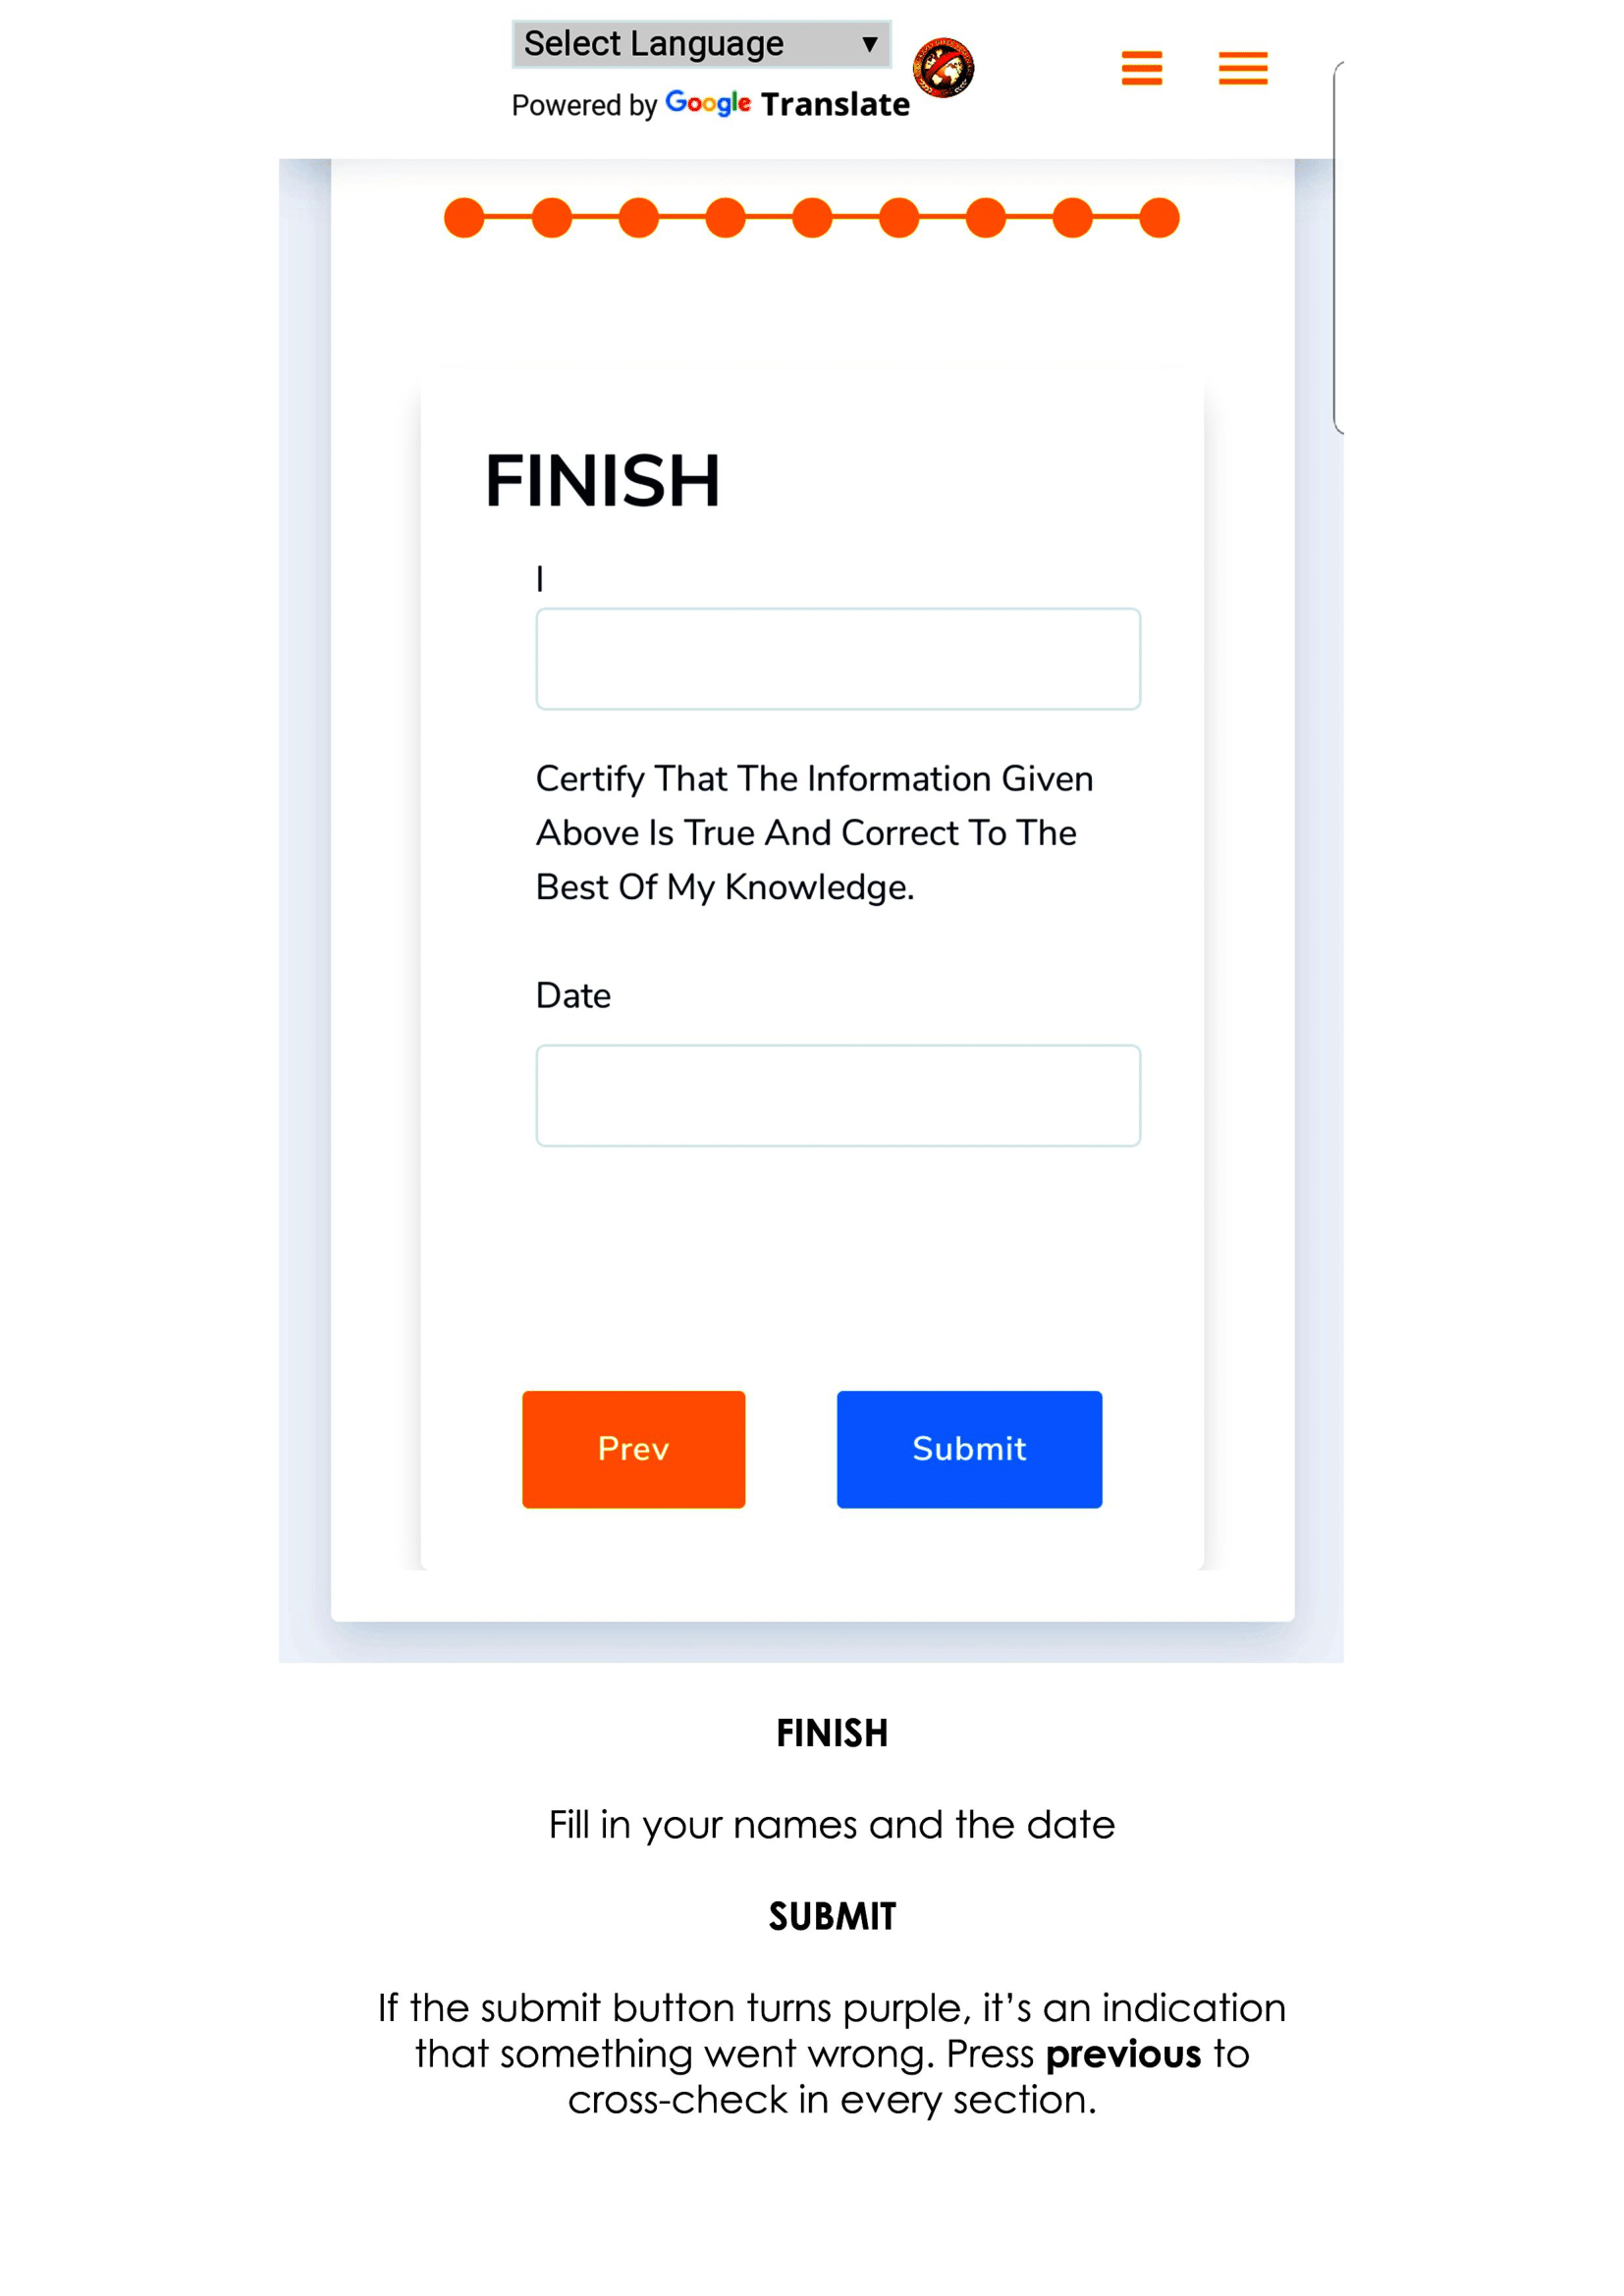 Select Language ▼
Powered by Google Translate
FINISH
I
Certify That The Information Given
Above Is True And Correct To The
Best Of My Knowledge.
Date
Prev
Submit
FINISH
Fill in your names and the date
SUBMIT
If the submit button turns purple, it’s an indication
that something went wrong. Press previous to
cross-check in every section.